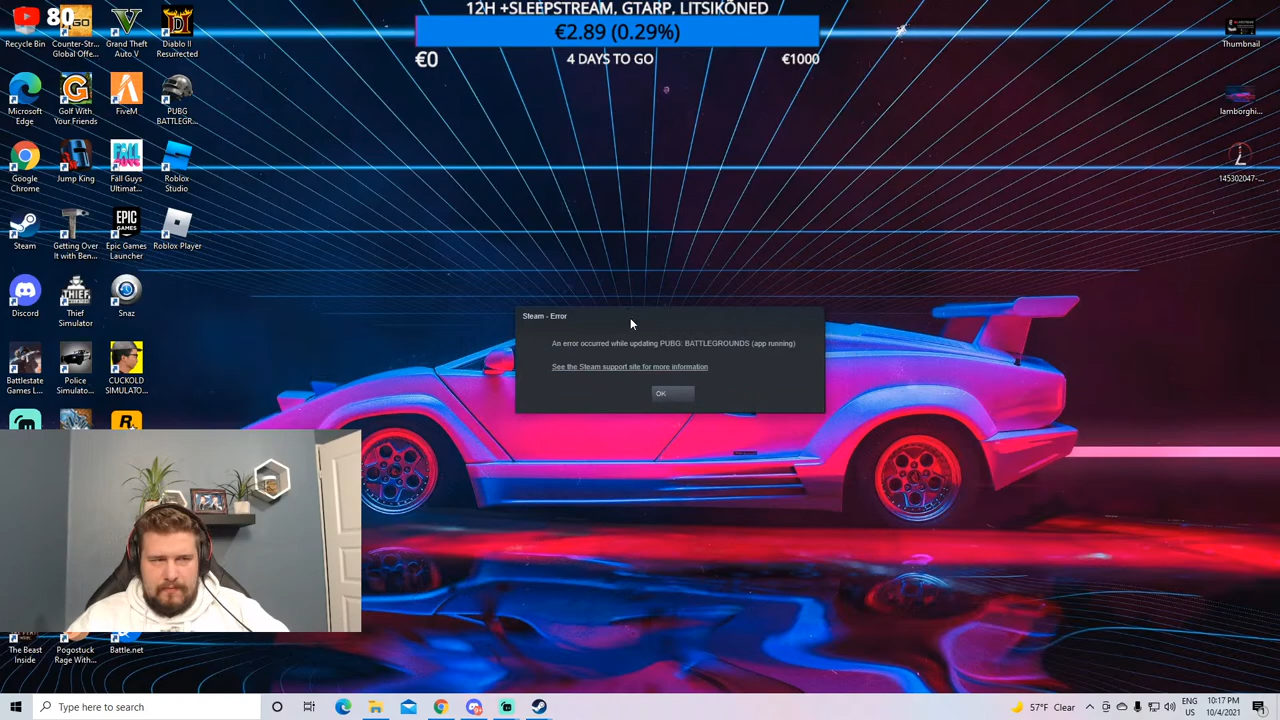 80
12H +SLEEPSTREAM, GTARP, LITSIKÕNED
€2.89 (0.29%)
€0
4 DAYS TO GO
€1000
Recycle Bin
Counter-Str...
Global Offe...
Grand Theft
Auto V
Diablo II
Resurrected
Thumbnail
Microsoft
Edge
Golf With
Your Friends
FiveM
PUBG
BATTLEGR...
lamborghi...
Google
Chrome
Jump King
Fall Guys
Ultimat...
Roblox
Studio
145302047-...
Steam
Getting Over
It with Ben...
EPIC
GAMES
Epic Games
Launcher
Roblox Player
Discord
THIEF
Thief
Simulator
Snaz
Battlestate
Games L...
Police
Simulato...
CUCKOLD
SIMULATO...
Steam - Error
An error occurred while updating PUBG: BATTLEGROUNDS (app running)
See the Steam support site for more information
OK
The Beast
Inside
Pogostuck
Rage With...
Battle.net
Type here to search
57°F Clear
ENG
US
10:17 PM
10/4/2021